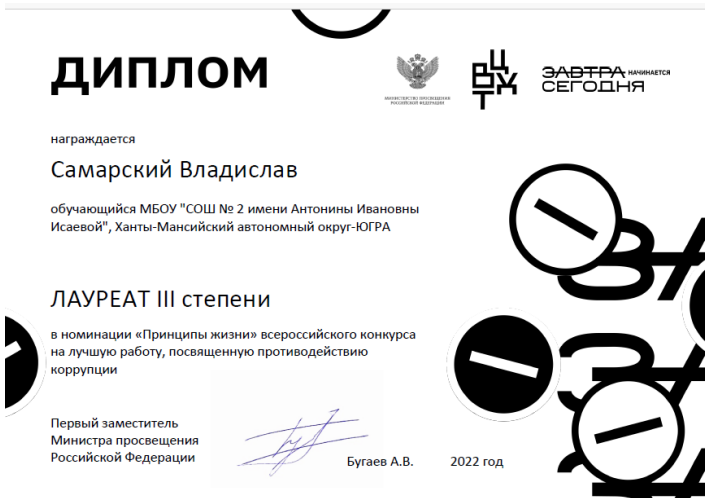 ДИПЛОМ
МИНИСТЕРСТВО ПРОСВЕЩЕНИЯ
РОССИЙСКОЙ ФЕДЕРАЦИИ
ВЦХТ
ЗАВТРА НАЧИНАЕТСЯ
СЕГОДНЯ
награждается
Самарский Владислав
обучающийся МБОУ "СОШ № 2 имени Антонины Ивановны
Исаевой", Ханты-Мансийский автономный округ-ЮГРА
ЛАУРЕАТ III степени
в номинации «Принципы жизни» всероссийского конкурса
на лучшую работу, посвященную противодействию
коррупции
Первый заместитель
Министра просвещения
Российской Федерации
Бугаев А.В.
2022 год